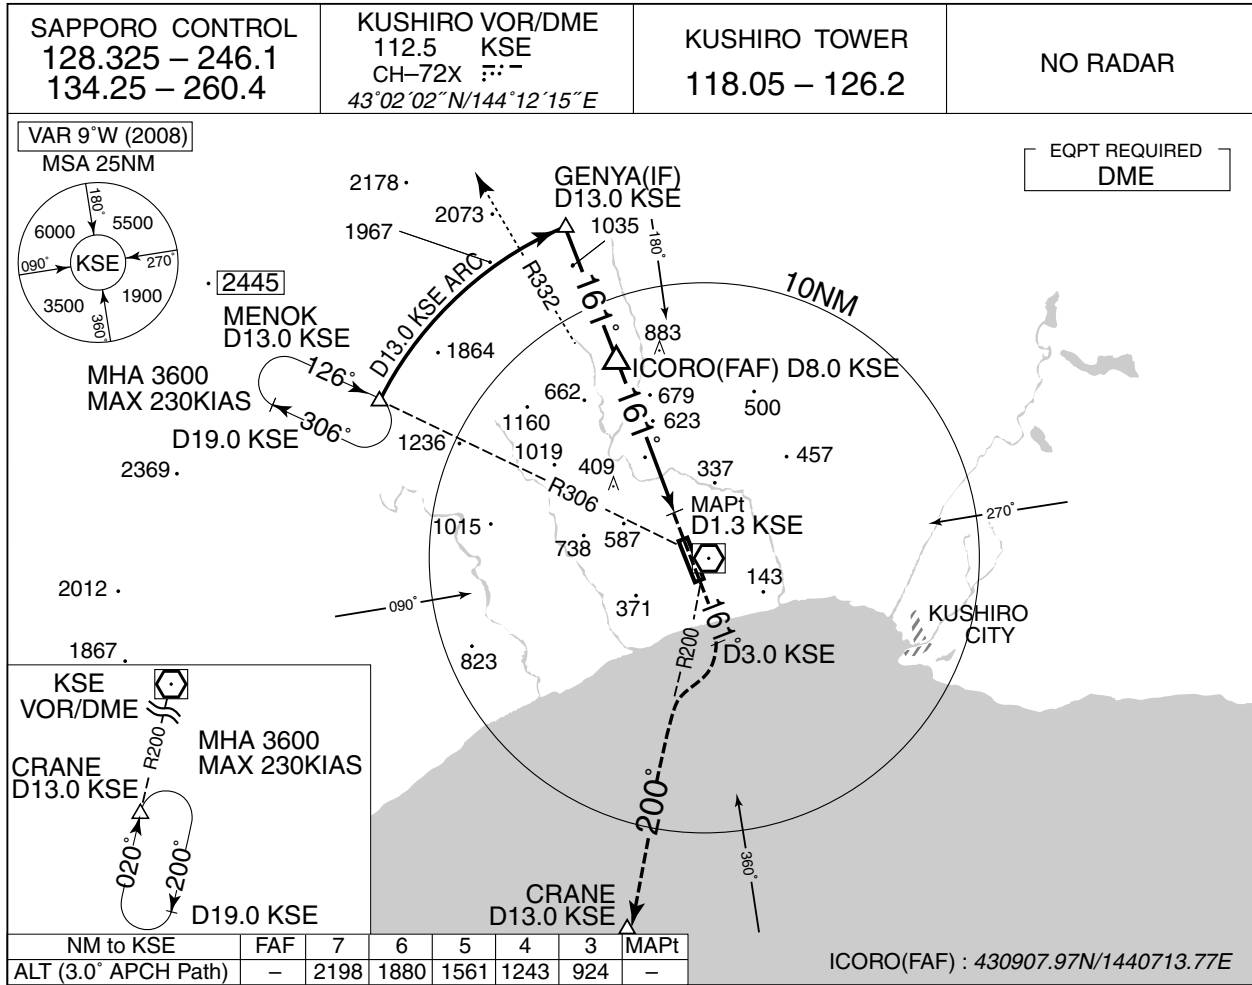 SAPPORO CONTROL
128.325 – 246.1
134.25 – 260.4
KUSHIRO VOR/DME
112.5 KSE
CH–72X
43°02′02″N/144°12′15″E
KUSHIRO TOWER
118.05 – 126.2
NO RADAR
VAR 9°W (2008)
MSA 25NM
180°
6000
5500
KSE
090°
270°
3500
1900
360°
EQPT REQUIRED
DME
2178
2073
1967
GENYA(IF)
D13.0 KSE
1035
180°
2445
MENOK
D13.0 KSE
D13.0 KSE ARC
R332
161°
10NM
883
1864
ICORO(FAF) D8.0 KSE
126°
MHA 3600
MAX 230KIAS
306°
D19.0 KSE
662
679
500
1160
161°
623
1236
1019
409
457
2369
337
R306
MAPt
D1.3 KSE
270°
1015
738
587
143
2012
090°
371
161°
KUSHIRO
CITY
R200
D3.0 KSE
1867
823
KSE
VOR/DME
R200
MHA 3600
MAX 230KIAS
CRANE
D13.0 KSE
020°
200°
D19.0 KSE
200°
360°
CRANE
D13.0 KSE
NM to KSE FAF 7 6 5 4 3 MAPt
ALT (3.0° APCH Path) – 2198 1880 1561 1243 924 –
ICORO(FAF) : 430907.97N/1440713.77E